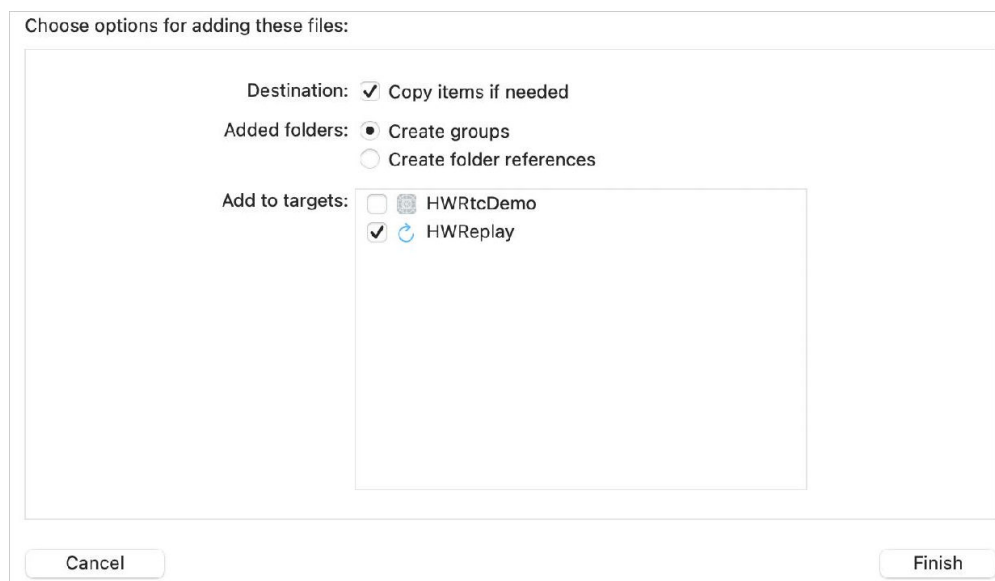 Choose options for adding these files:
Destination: Copy items if needed
Added folders: Create groups
Create folder references
Add to targets: HWRtcDemo
HWReplay
Cancel Finish